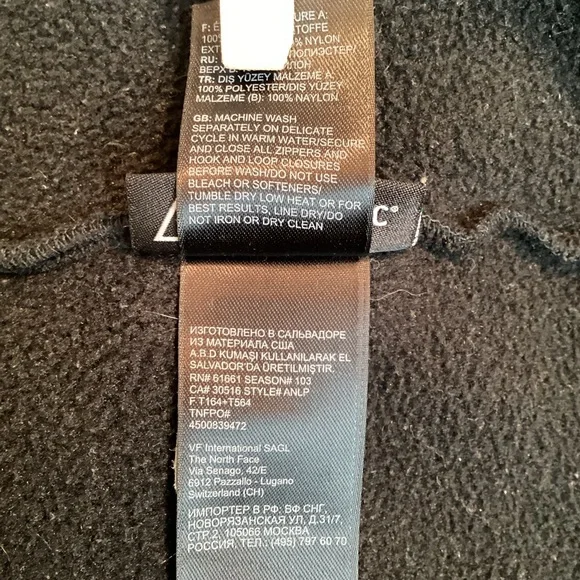 URE A:
F: STOFFE
100% NYLON
TR: DIŞ YÜZEY MALZEME A:
100% POLYESTER/DIŞ YÜZEY
MALZEME (B): 100% NAYLON
GB: MACHINE WASH
SEPARATELY ON DELICATE
CYCLE IN WARM WATER/SECURE
AND CLOSE ALL ZIPPERS AND
HOOK AND LOOP CLOSURES
BEFORE WASH/DO NOT USE
BLEACH OR SOFTENERS/
TUMBLE DRY LOW HEAT OR FOR
BEST RESULTS, LINE DRY/DO
NOT IRON OR DRY CLEAN
C®
ИЗГОТОВЛЕНО В САЛЬВАДОРЕ
ИЗ МАТЕРИАЛА США
A.B.D KUMAŞI KULLANILARAK EL
SALVADOR'DA ÜRETILMIŞTIR.
RN# 61661 SEASON# 103
CA# 30516 STYLE# ANLP
F T164+T564
TNFPO#
4500839472
VF International SAGL
The North Face
Via Senago, 42/E
6912 Pazzallo - Lugano
Switzerland (CH)
ИМПОРТЕР В РФ: ВФ СНГ,
НОВОРЯЗАНСКАЯ УЛ, Д.31/7,
СТР. 2, 105066 МОСКВА
РОССИЯ, ТЕЛ.: (495) 797 60 70